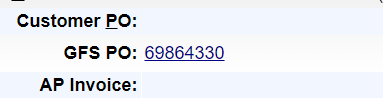 Customer PO:
GFS PO: 69864330
AP Invoice: